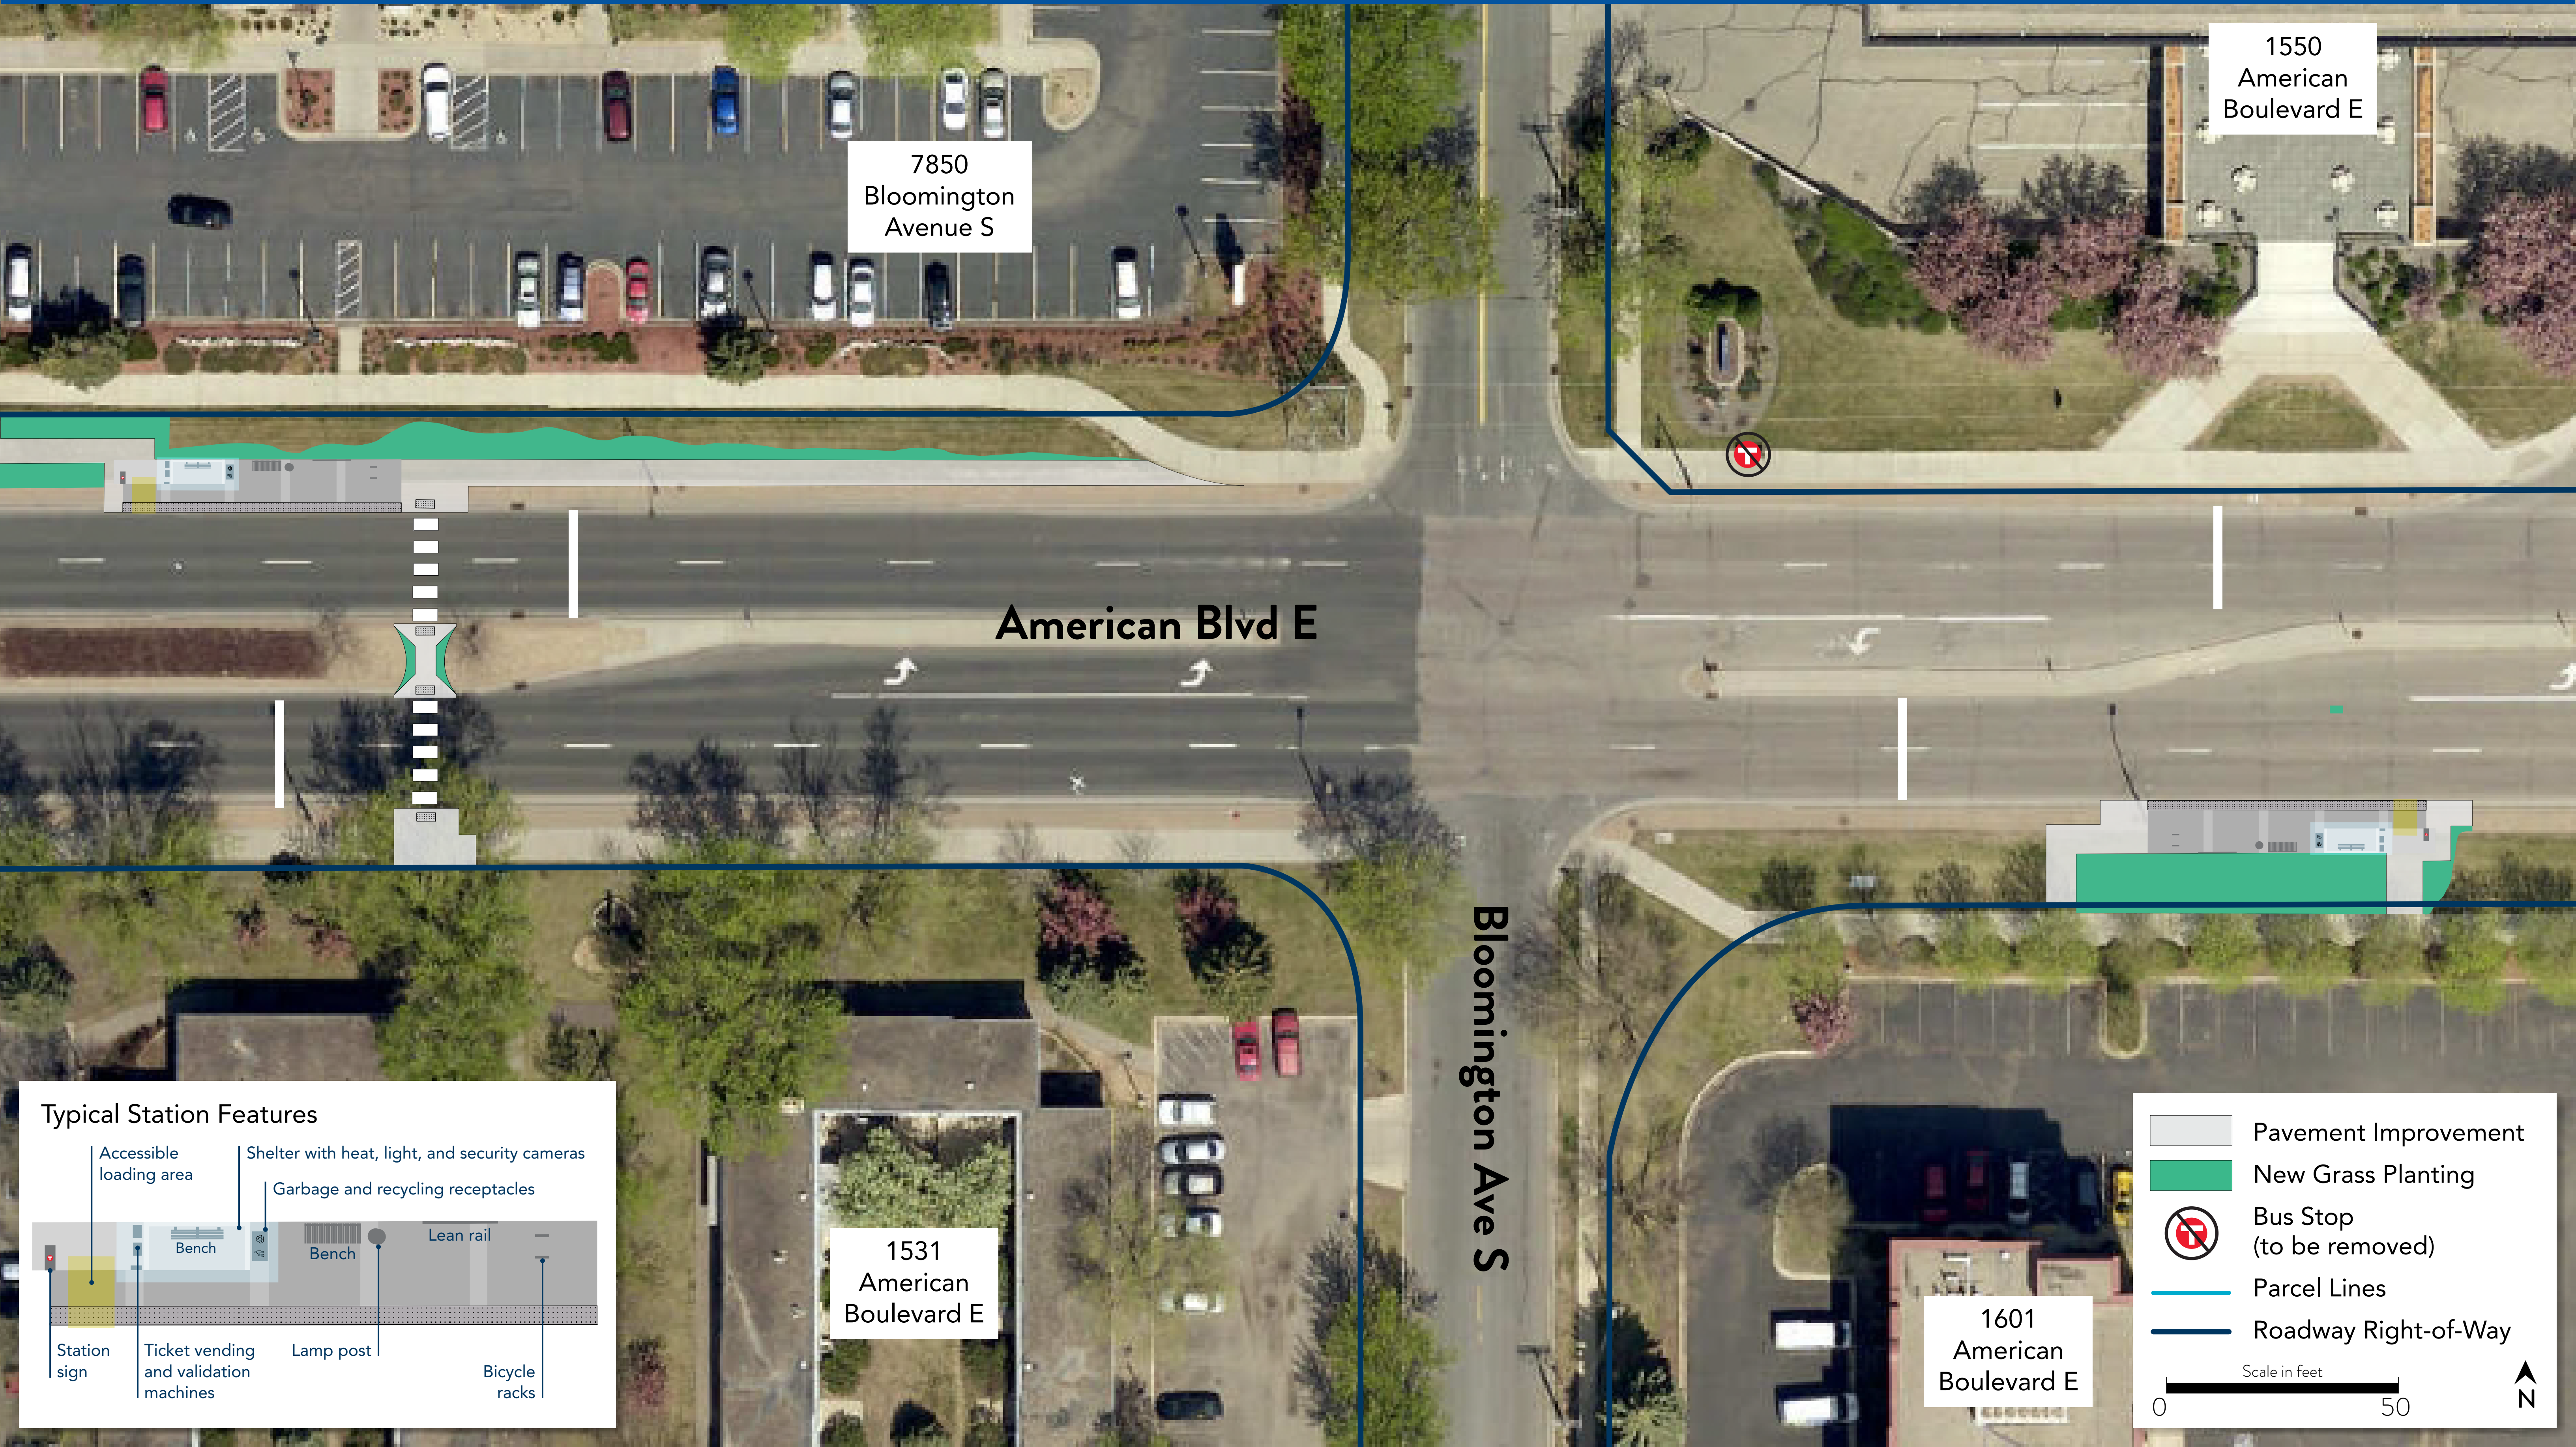 1550
American
Boulevard E
7850
Bloomington
Avenue S
American Blvd E
Bloomington Ave S
Typical Station Features
Accessible
loading area
Shelter with heat, light, and security cameras
Garbage and recycling receptacles
Bench
Bench
Lean rail
Station
sign
Ticket vending
and validation
machines
Lamp post
Bicycle
racks
1531
American
Boulevard E
1601
American
Boulevard E
Pavement Improvement
New Grass Planting
Bus Stop
(to be removed)
Parcel Lines
Roadway Right-of-Way
Scale in feet
0
50
N